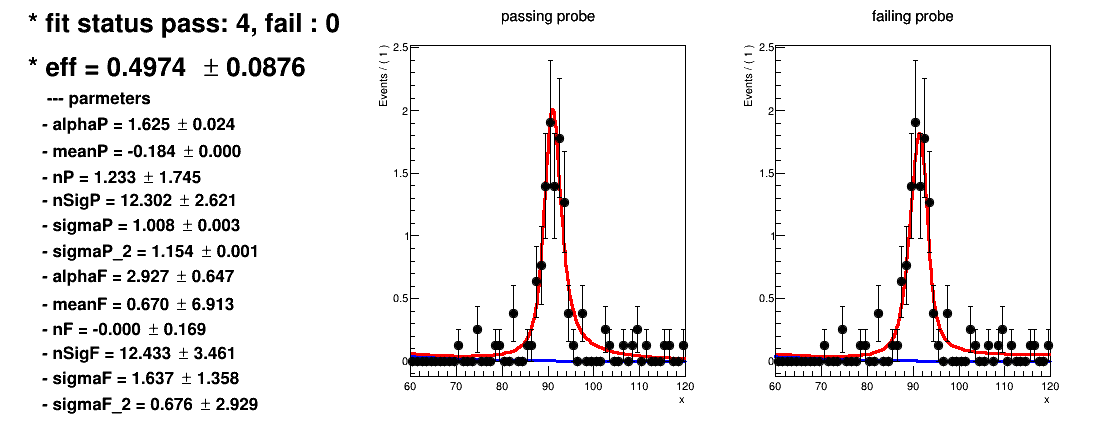 * fit status pass: 4, fail : 0
* eff = 0.4974 ± 0.0876
--- parmeters
- alphaP = 1.625 ± 0.024
- meanP = -0.184 ± 0.000
- nP = 1.233 ± 1.745
- nSigP = 12.302 ± 2.621
- sigmaP = 1.008 ± 0.003
- sigmaP_2 = 1.154 ± 0.001
- alphaF = 2.927 ± 0.647
- meanF = 0.670 ± 6.913
- nF = -0.000 ± 0.169
- nSigF = 12.433 ± 3.461
- sigmaF = 1.637 ± 1.358
- sigmaF_2 = 0.676 ± 2.929
passing probe
Events / ( 1 )
2.5
2
1.5
1
0.5
0
60 70 80 90 100 110 120
x
failing probe
Events / ( 1 )
2.5
2
1.5
1
0.5
0
60 70 80 90 100 110 120
x